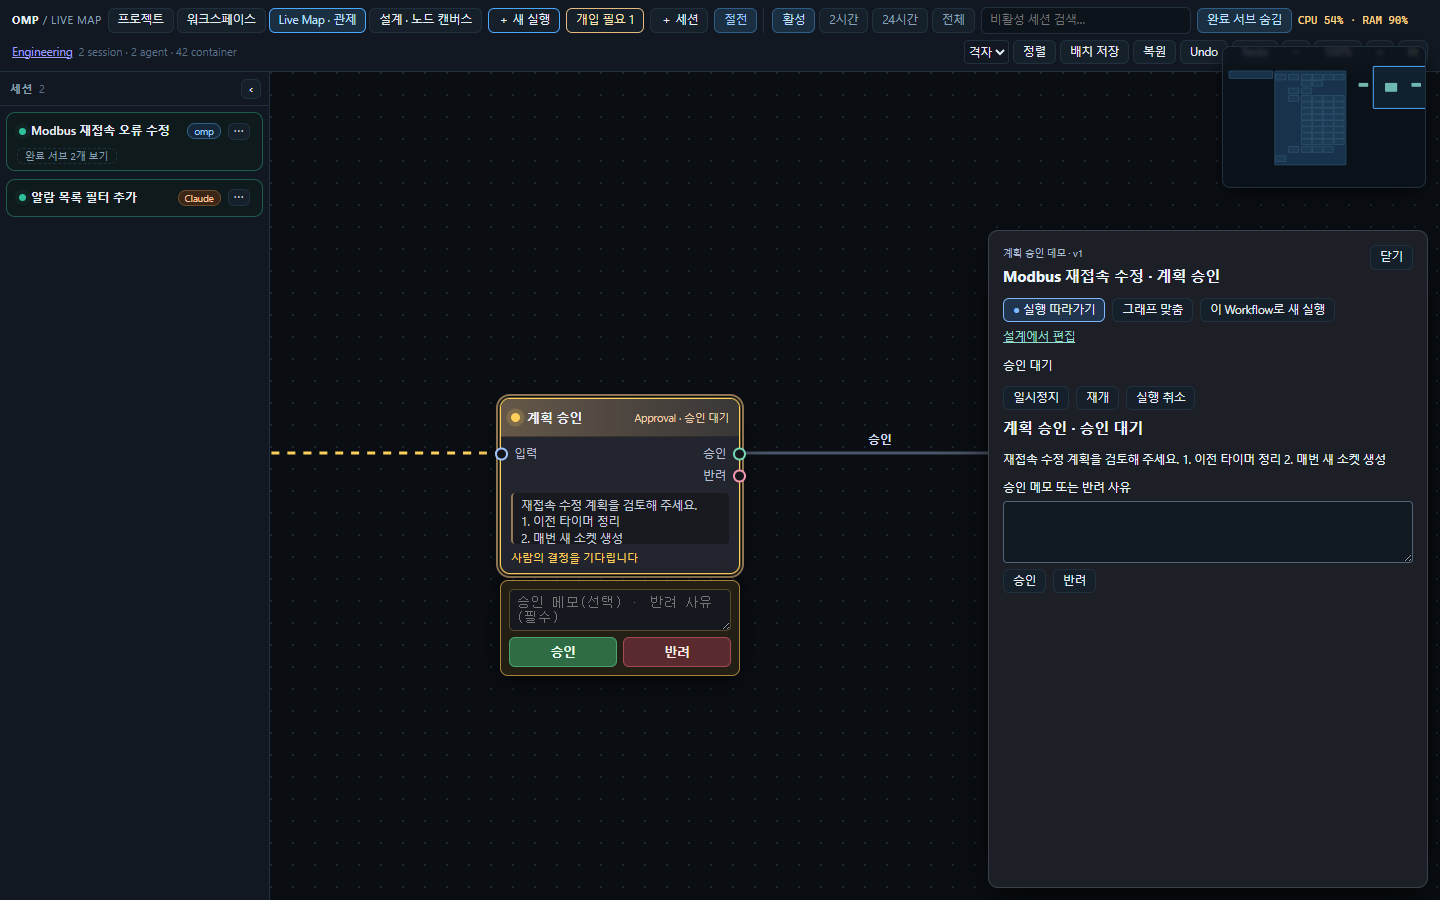 OMP / LIVE MAP 프로젝트 워크스페이스 Live Map · 관제 설계 · 노드 캔버스 + 새 실행 개입 필요 1 + 세션 절전 활성 2시간 24시간 전체 비활성 세션 검색... 완료 서브 숨김 CPU 54% · RAM 90%
Engineering 2 session · 2 agent · 42 container 격자 정렬 배치 저장 복원 Undo
세션 2 ‹
Modbus 재접속 오류 수정 omp ···
완료 서브 2개 보기
알람 목록 필터 추가 Claude ···
계획 승인 데모 · v1 닫기
Modbus 재접속 수정 · 계획 승인
실행 따라가기 그래프 맞춤 이 Workflow로 새 실행
설계에서 편집
승인 대기
일시정지 재개 실행 취소
계획 승인 · 승인 대기
재접속 수정 계획을 검토해 주세요. 1. 이전 타이머 정리 2. 매번 새 소켓 생성
승인 메모 또는 반려 사유
승인 반려
계획 승인 Approval · 승인 대기
입력 승인
반려
재접속 수정 계획을 검토해 주세요.
1. 이전 타이머 정리
2. 매번 새 소켓 생성
사람의 결정을 기다립니다
승인 메모(선택) · 반려 사유
(필수)
승인 반려
승인